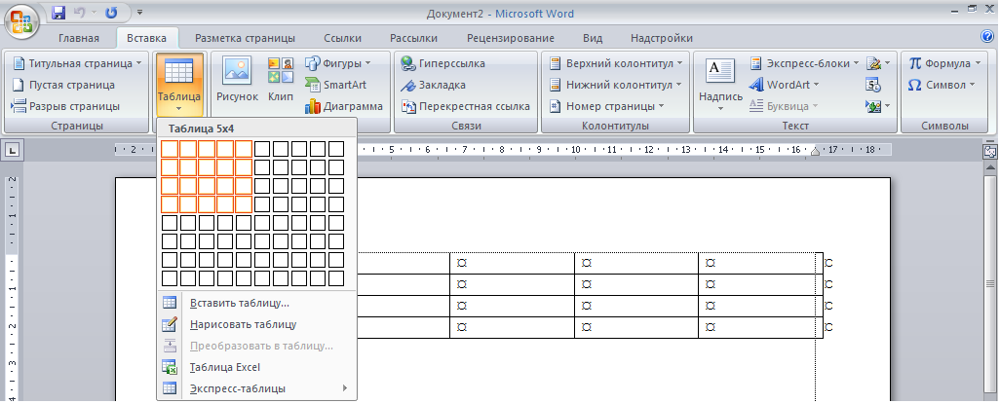 Документ2 - Microsoft Word
Главная Вставка Разметка страницы Ссылки Рассылки Рецензирование Вид Надстройки
Титульная страница
Пустая страница
Разрыв страницы
Страницы
Таблица
Рисунок
Клип
Фигуры
SmartArt
Диаграмма
Гиперссылка
Закладка
Перекрестная ссылка
Связи
Верхний колонтитул
Нижний колонтитул
Номер страницы
Колонтитулы
Надпись
Экспресс-блоки
WordArt
Буквица
Текст
Формула
Символ
Символы
Таблица 5x4
2 5 6 7 8 9 10 11 12 13 14 15 16 17 18
2 1 1 2
Вставить таблицу...
Нарисовать таблицу
Преобразовать в таблицу...
Таблица Excel
Экспресс-таблицы
¤ ¤ ¤ ¤
¤ ¤ ¤ ¤
¤ ¤ ¤ ¤
¤ ¤ ¤ ¤